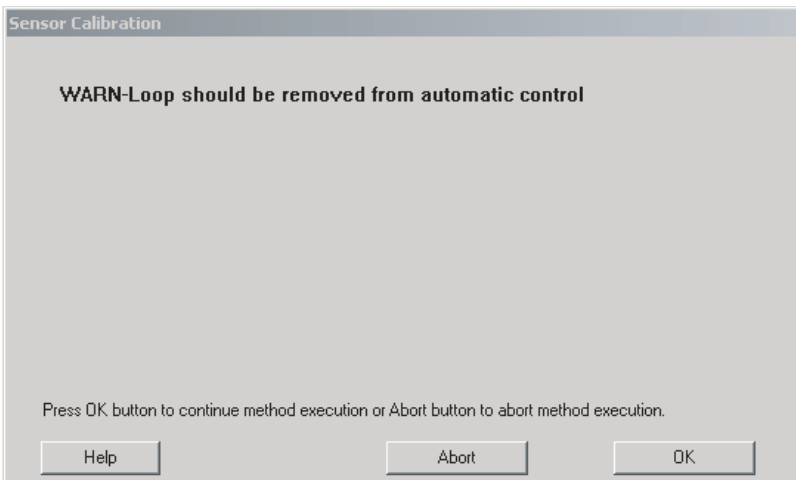 Sensor Calibration
WARN-Loop should be removed from automatic control
Press OK button to continue method execution or Abort button to abort method execution.
Help
Abort
OK